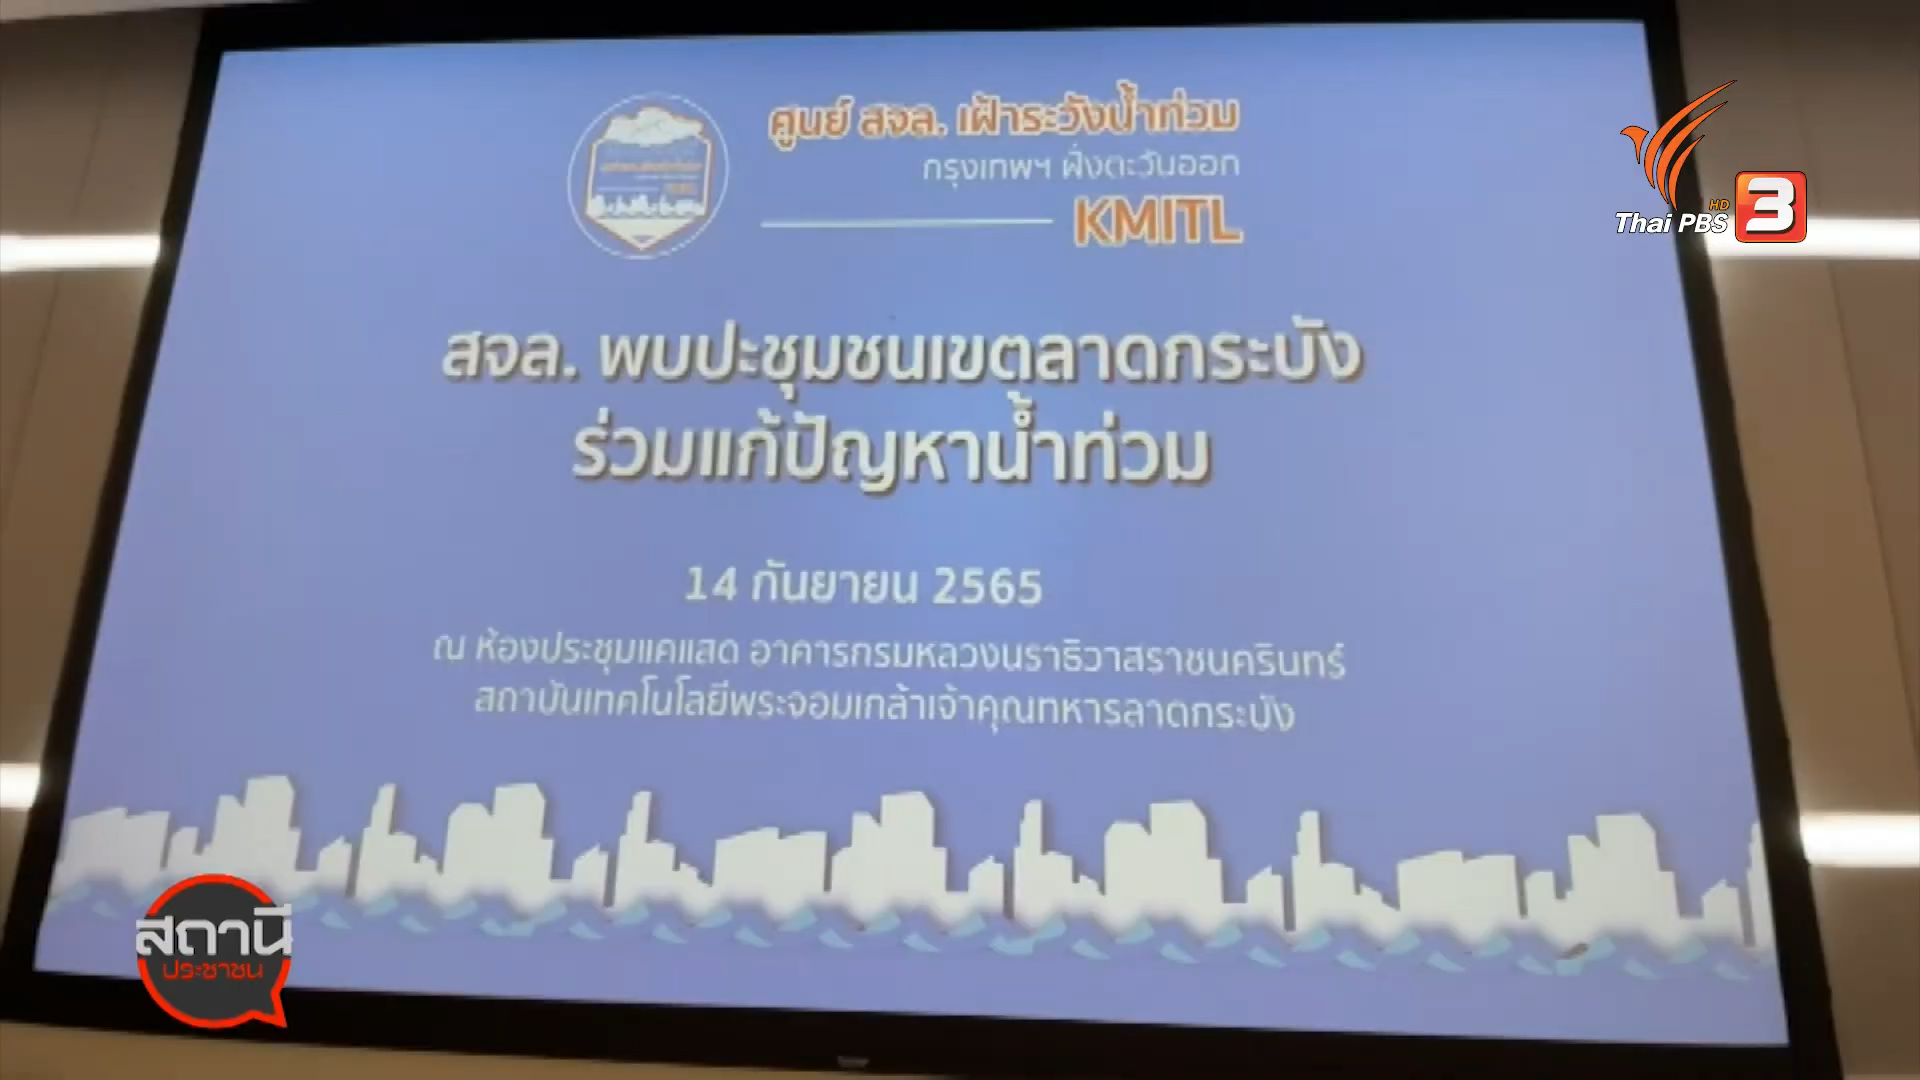 ศูนย์ สจล. เฝ้าระวังน้ำท่วม
กรุงเทพฯ ฝั่งตะวันออก
KMITL
Thai PBS HD 3
สจล. พบปะชุมชนเขตลาดกระบัง
ร่วมแก้ปัญหาน้ำท่วม
14 กันยายน 2565
ณ ห้องประชุมแคแสด อาคารกรมหลวงนราธิวาสราชนครินทร์
สถาบันเทคโนโลยีพระจอมเกล้าเจ้าคุณทหารลาดกระบัง
สถานี
ประชาชน